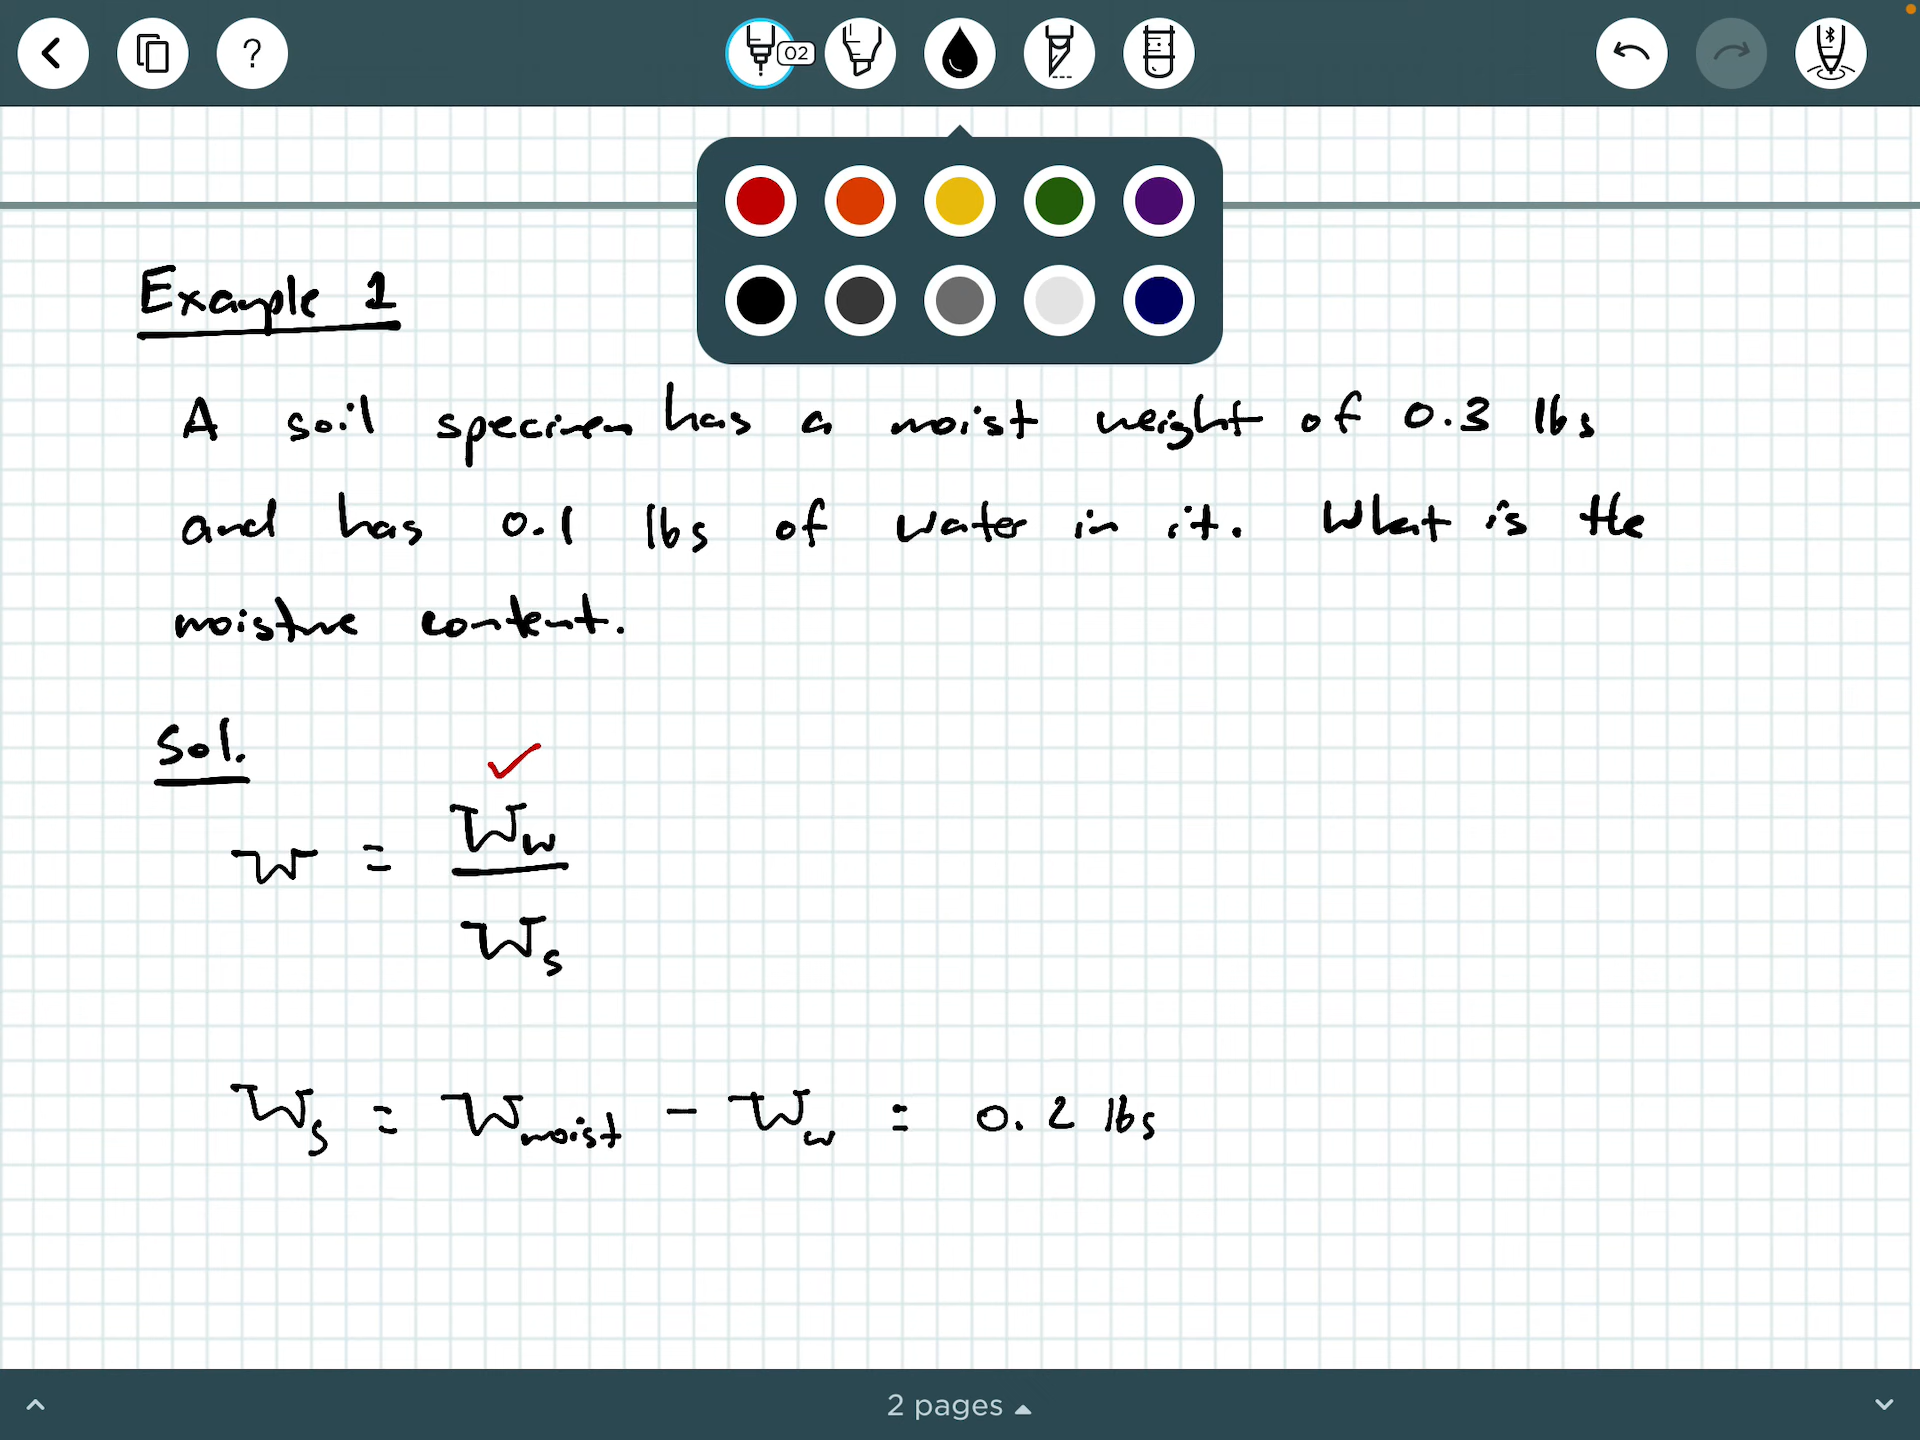 ?
02
Example 1
A soil specimen has a moist weight of 0.3 lbs
and has 0.1 lbs of water in it. What is the
moisture content.
Sol.
w = Ww / Ws
Ws = Wmoist - Ww = 0.2 lbs
2 pages